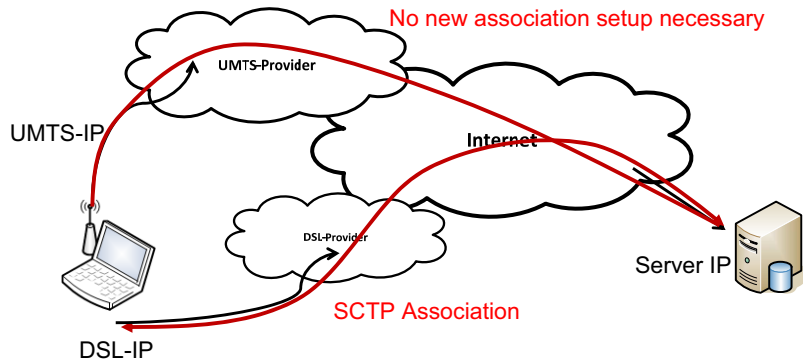 No new association setup necessary
UMTS-Provider
UMTS-IP
Internet
DSL-Provider
Server IP
SCTP Association
DSL-IP